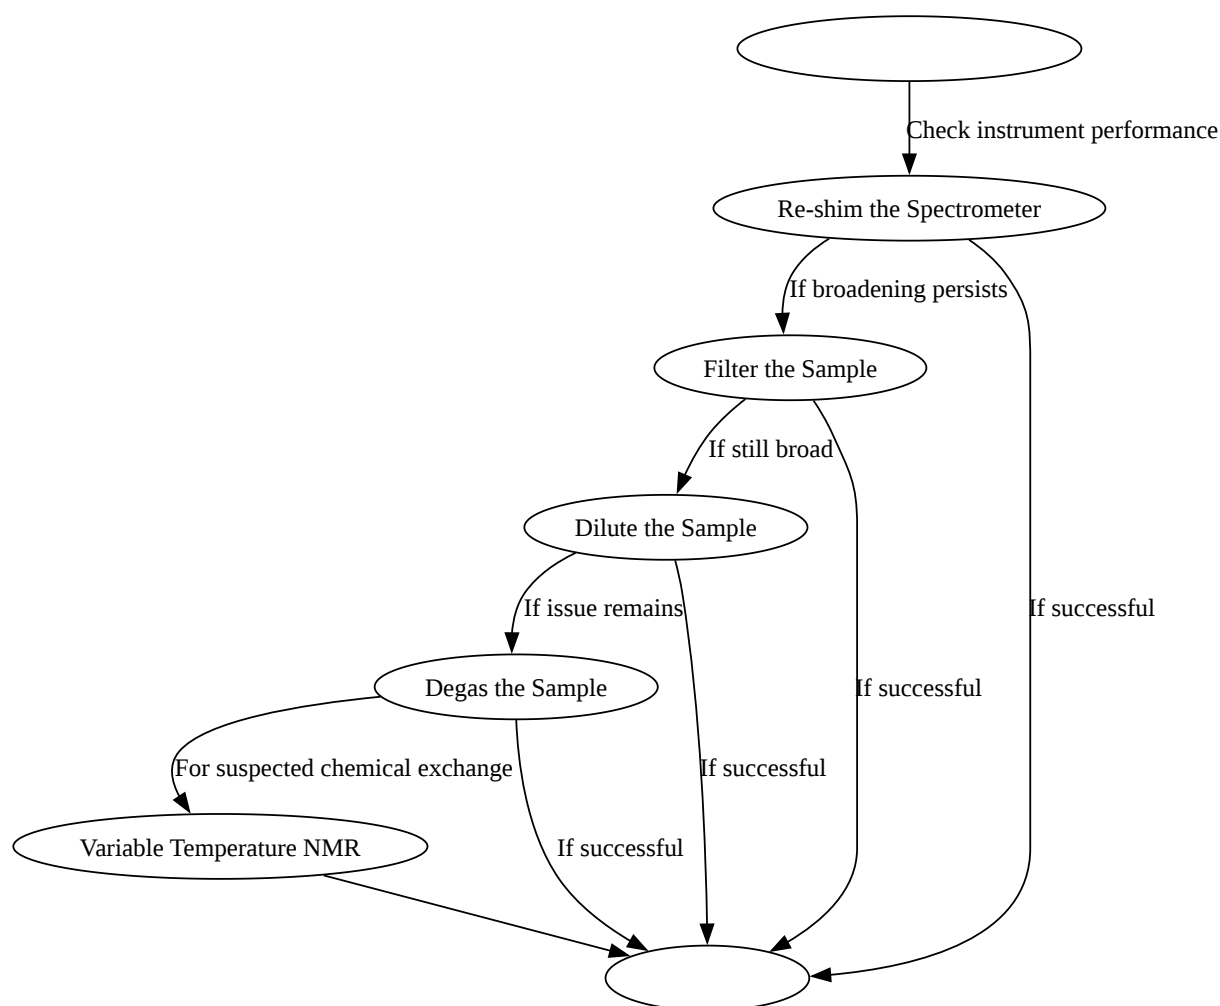 Check instrument performance
Re-shim the Spectrometer
If broadening persists
Filter the Sample
If still broad
Dilute the Sample
If issue remains
If successful
Degas the Sample
If successful
For suspected chemical exchange
If successful
Variable Temperature NMR
If successful